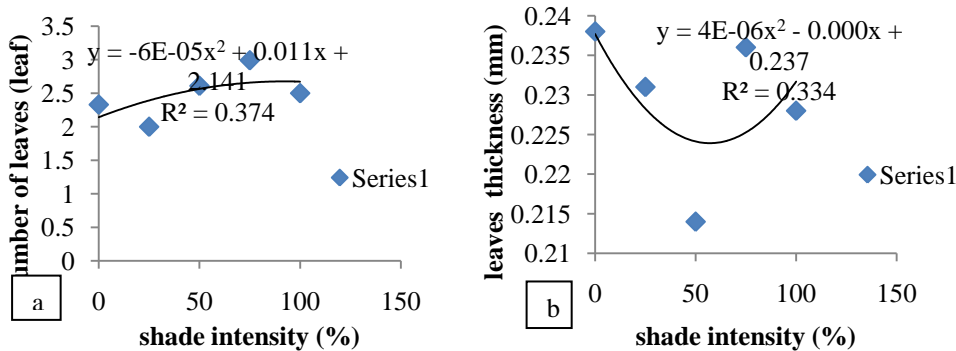 3.5
3
2.5
2
1.5
1
0.5
0
umber of leaves (leaf)
y = -6E-05x² + 0.011x +
2.141
R² = 0.374
Series1
0 50 100 150
shade intensity (%)
a
0.24
0.235
0.23
0.225
0.22
0.215
0.21
leaves thickness (mm)
y = 4E-06x² - 0.000x +
0.237
R² = 0.334
Series1
0 50 100 150
shade intensity (%)
b